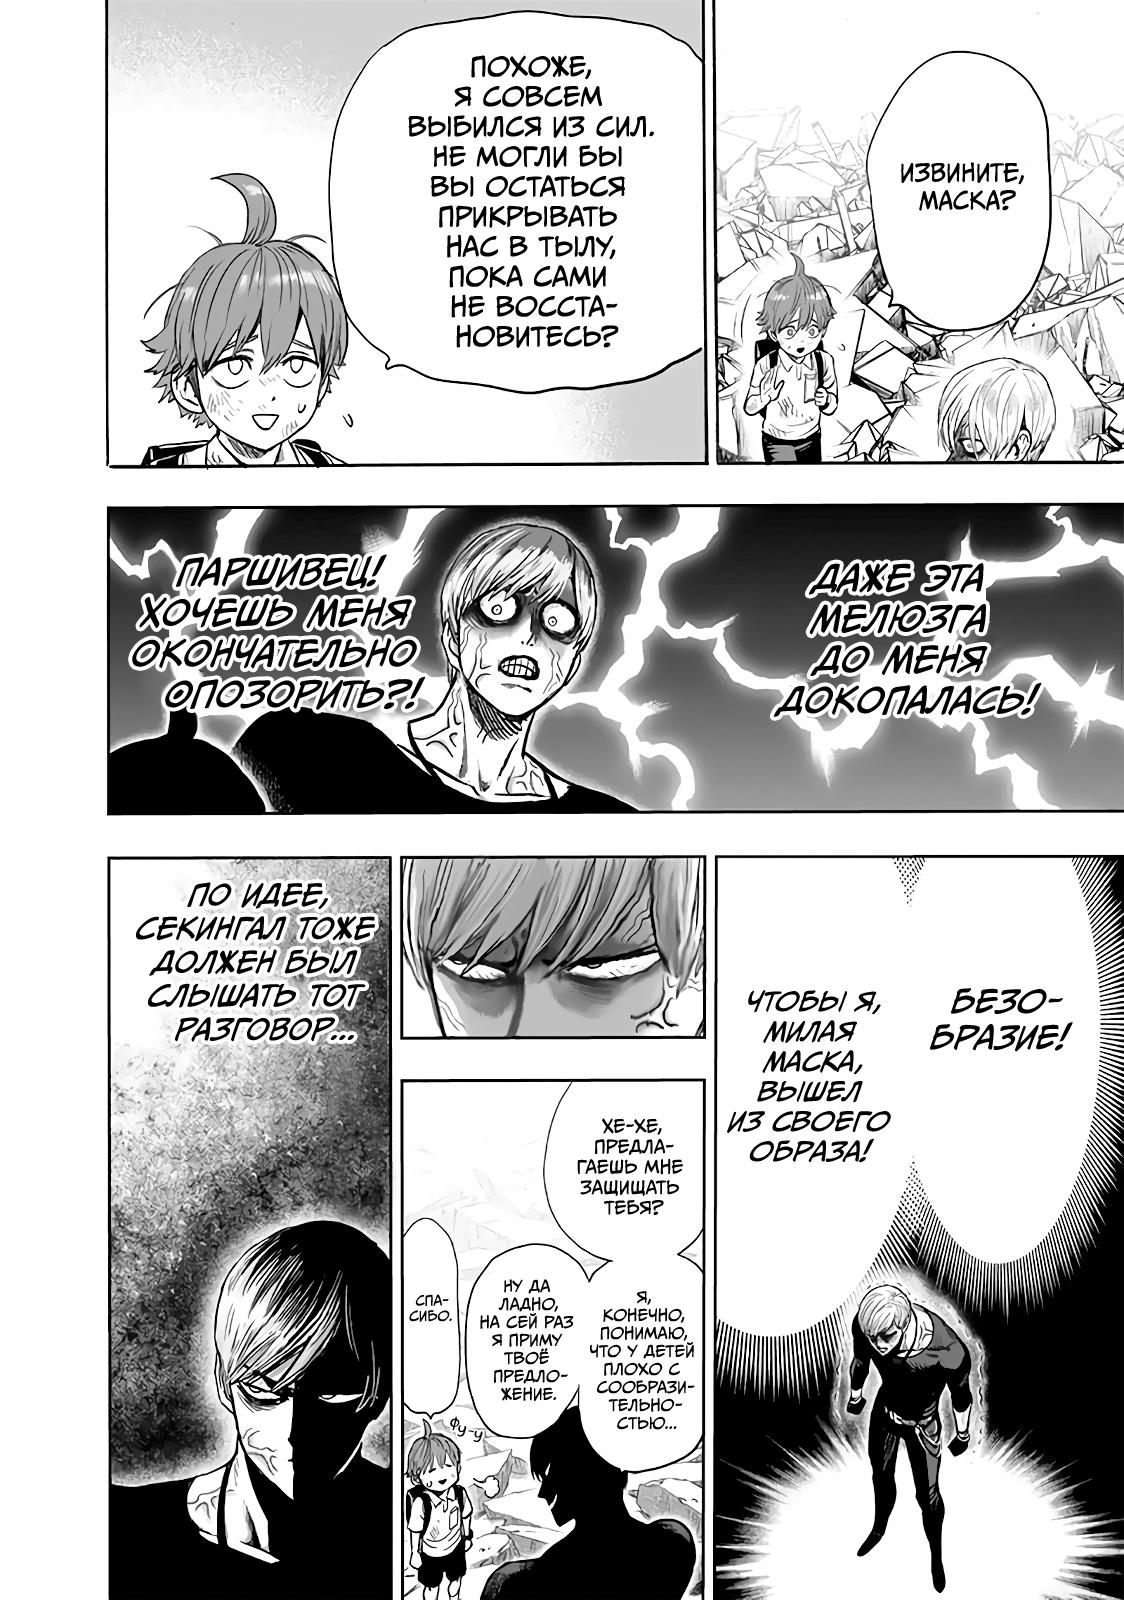 ИЗВИНИТЕ,
МАСКА?
ПОХОЖЕ,
Я СОВСЕМ
ВЫБИЛСЯ ИЗ СИЛ.
НЕ МОГЛИ БЫ
ВЫ ОСТАТЬСЯ
ПРИКРЫВАТЬ
НАС В ТЫЛУ,
ПОКА САМИ
НЕ ВОССТА-
НОВИТЕСЬ?
ДАЖЕ ЭТА
МЕЛЮЗГА
ДО МЕНЯ
ДОКОПАЛАСЬ!
ПАРШИВЕЦ!
ХОЧЕШЬ МЕНЯ
ОКОНЧАТЕЛЬНО
ОПОЗОРИТЬ?!
БЕЗО-
БРАЗИЕ!
ЧТОБЫ Я,
МИЛАЯ
МАСКА,
ВЫШЕЛ
ИЗ СВОЕГО
ОБРАЗА!
ХЕ-ХЕ,
ПРЕДЛА-
ГАЕШЬ МНЕ
ЗАЩИЩАТЬ
ТЕБЯ?
Я,
КОНЕЧНО,
ПОНИМАЮ,
ЧТО У ДЕТЕЙ
ПЛОХО С
СООБРАЗИ-
ТЕЛЬНО-
СТЬЮ...
НУ ДА
ЛАДНО,
НА СЕЙ РАЗ
Я ПРИМУ
ТВОЁ
ПРЕДЛО-
ЖЕНИЕ.
СПА-
СИБО.
ФУ-У
ПО ИДЕЕ,
СЕКИНГАЛ ТОЖЕ
ДОЛЖЕН БЫЛ
СЛЫШАТЬ ТОТ
РАЗГОВОР...